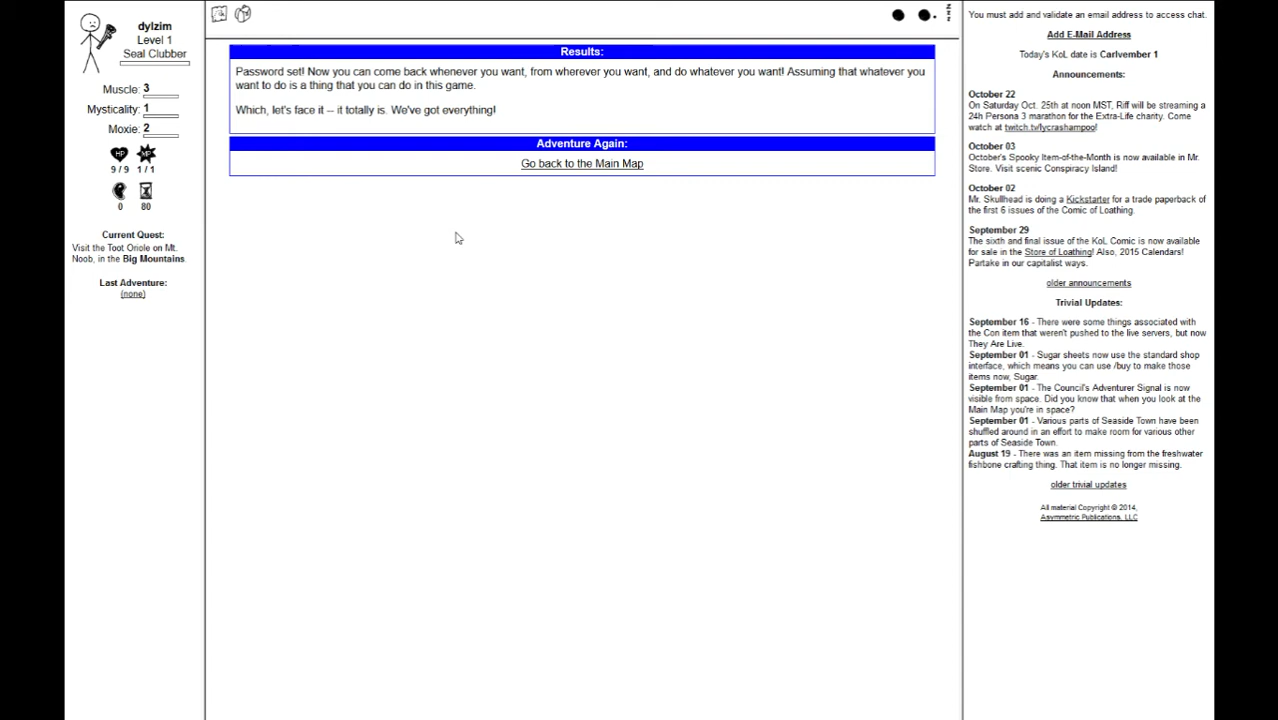 dylzim
Level 1
Seal Clubber
Muscle: 3
Mysticality: 1
Moxie: 2
HP MP
9 / 9 1 / 1
0 80
Current Quest:
Visit the Toot Oriole on Mt.
Noob, in the Big Mountains.
Last Adventure:
(none)
Results:
Password set! Now you can come back whenever you want, from wherever you want, and do whatever you want! Assuming that whatever you
want to do is a thing that you can do in this game.
Which, let's face it -- it totally is. We've got everything!
Adventure Again:
Go back to the Main Map
You must add and validate an email address to access chat.
Add E-Mail Address
Today's KoL date is Carlvember 1
Announcements:
October 22
On Saturday Oct. 25th at noon MST, Riff will be streaming a
24h Persona 3 marathon for the Extra-Life charity. Come
watch at twitch.tv/lycrashampoo!
October 03
October's Spooky Item-of-the-Month is now available in Mr.
Store. Visit scenic Conspiracy Island!
October 02
Mr. Skullhead is doing a Kickstarter for a trade paperback of
the first 6 issues of the Comic of Loathing.
September 29
The sixth and final issue of the KoL Comic is now available
for sale in the Store of Loathing! Also, 2015 Calendars!
Partake in our capitalist ways.
older announcements
Trivial Updates:
September 16 - There were some things associated with
the Con item that weren't pushed to the live servers, but now
They Are Live.
September 01 - Sugar sheets now use the standard shop
interface, which means you can use /buy to make those
items now, Sugar.
September 01 - The Council's Adventurer Signal is now
visible from space. Did you know that when you look at the
Main Map you're in space?
September 01 - Various parts of Seaside Town have been
shuffled around in an effort to make room for various other
parts of Seaside Town.
August 19 - There was an item missing from the freshwater
fishbone crafting thing. That item is no longer missing.
older trivial updates
All material Copyright © 2014,
Asymmetric Publications, LLC